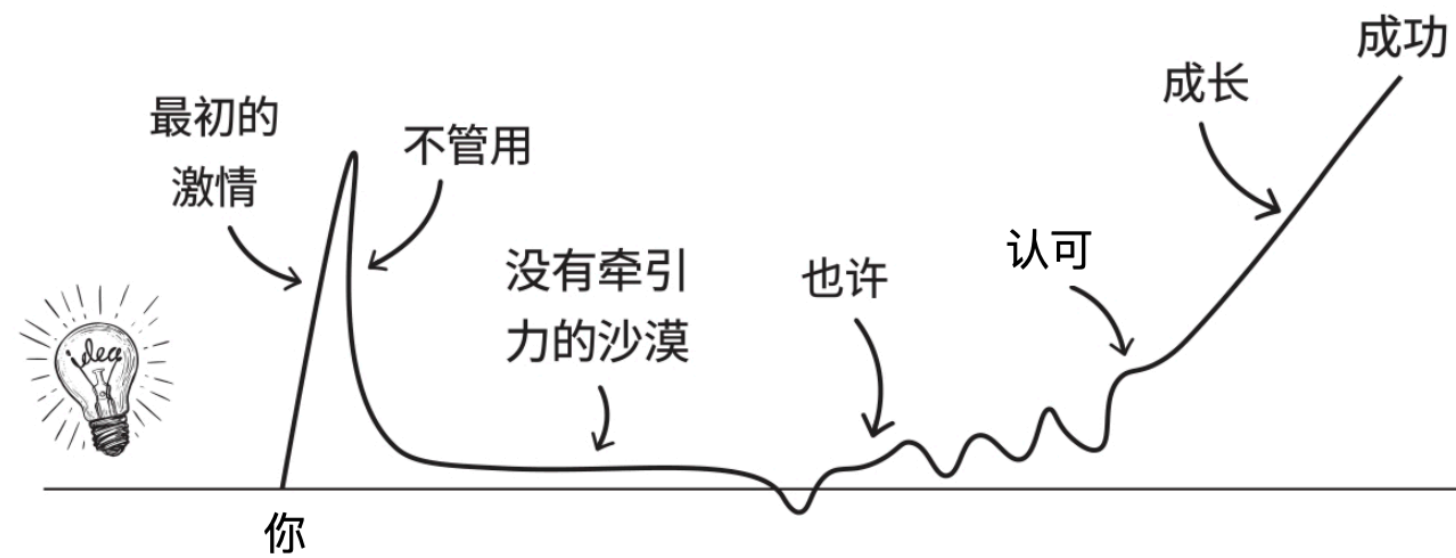 idea
最初的
激情
不管用
没有牵引
力的沙漠
也许
认可
成长
成功
你